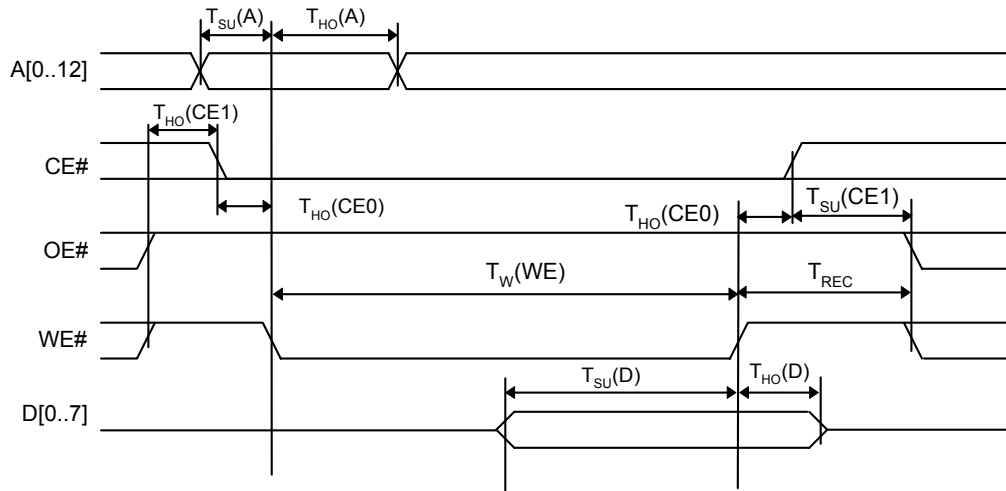 T_SU(A) T_HO(A)
A[0..12]
T_HO(CE1)
CE#
T_HO(CE0) T_HO(CE0) T_SU(CE1)
OE#
T_W(WE) T_REC
WE#
T_SU(D) T_HO(D)
D[0..7]